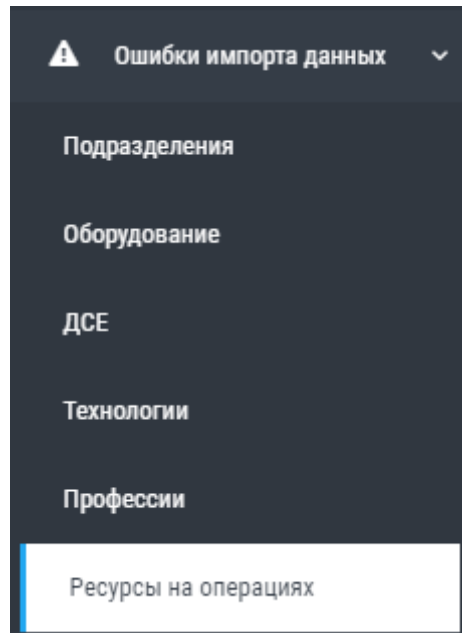 Ошибки импорта данных
Подразделения
Оборудование
ДСЕ
Технологии
Профессии
Ресурсы на операциях